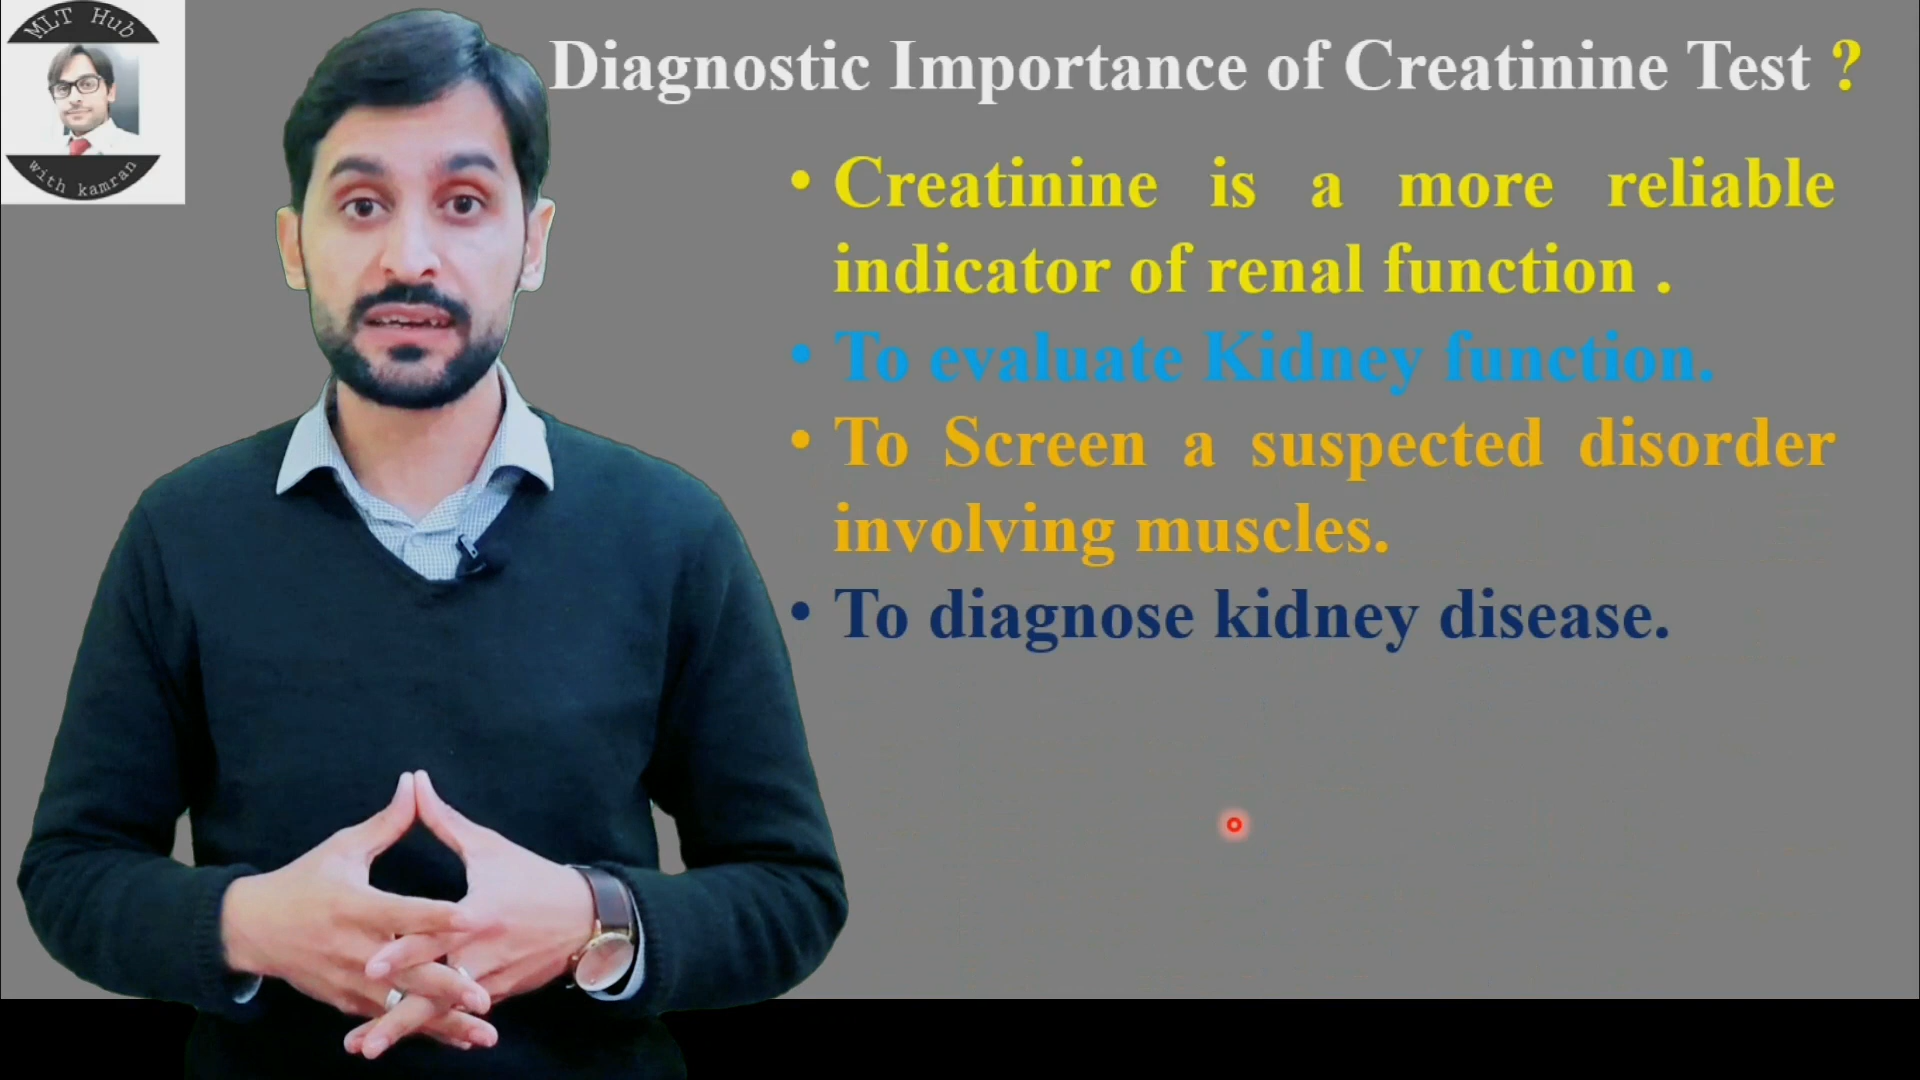 MLT Hub
with kamran
Diagnostic Importance of Creatinine Test ?
• Creatinine is a more reliable
indicator of renal function .
• To evaluate Kidney function.
• To Screen a suspected disorder
involving muscles.
• To diagnose kidney disease.